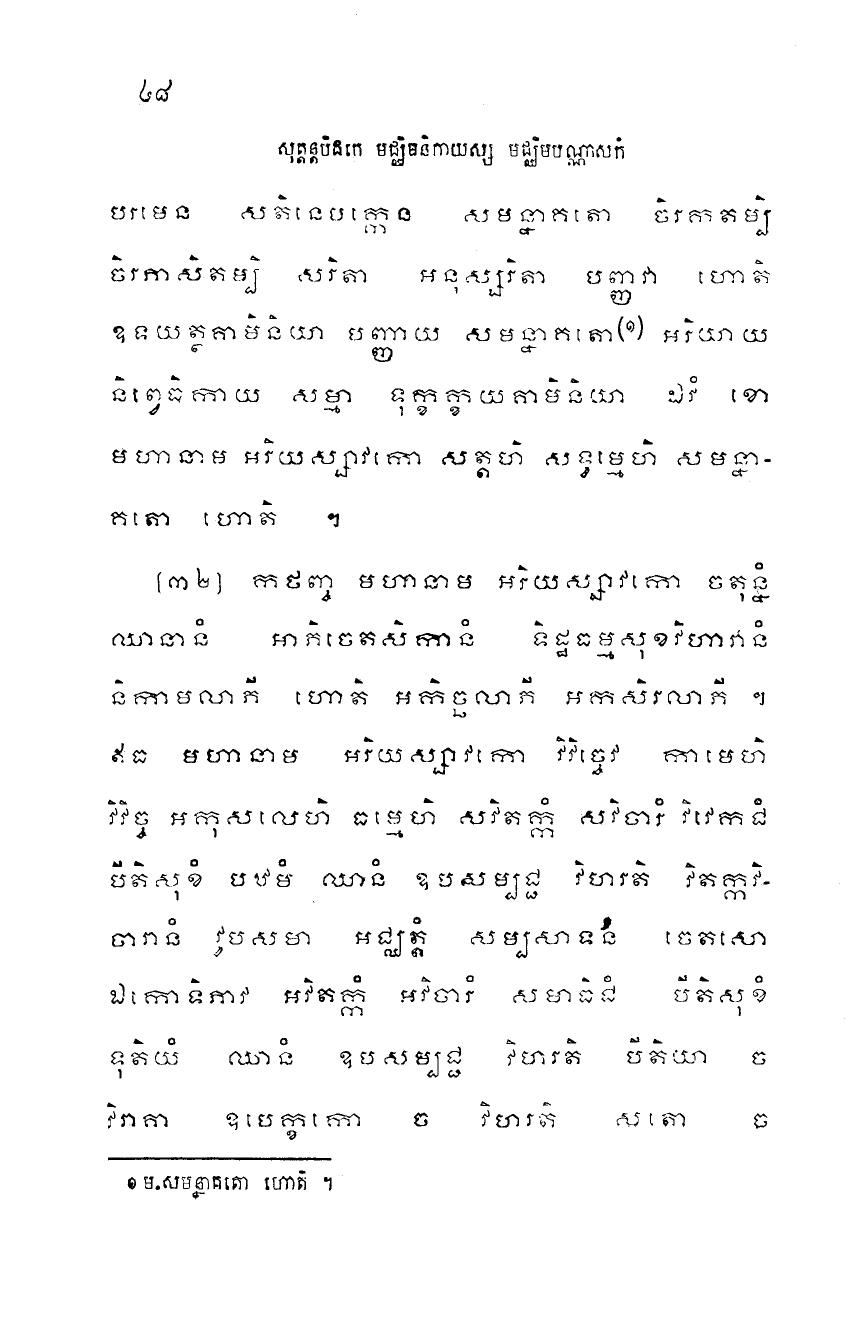 ៤៨
សុត្តន្តបិដកេ មជ្ឈិមនិកាយស្ស មជ្ឈិមបណ្ណាសកំ
បរមេន សតិនេបក្កេន សមន្នាគតោ ចិរកតម្បិ
ចិរភាសិតម្បិ សរិតា អនុស្សរិតា បញ្ញវា ហោតិ
ឧទយត្ថគាមិនិយា បញ្ញាយ សមន្នាគតោ(១) អរិយាយ
និព្វេធិកាយ សម្មា ទុក្ខក្ខយគាមិនិយា ឯវំ ខោ
មហានាម អរិយស្សាវកោ សត្តហិ សទ្ធម្មេហិ សមន្នា-
គតោ ហោតិ ។
[៣២] កថញ្ច មហានាម អរិយស្សាវកោ ចតុន្នំ
ឈានានំ អាភិចេតសិកានំ ទិដ្ឋធម្មសុខវិហារានំ
និកាមលាភី ហោតិ អកិច្ឆលាភី អកសិរលាភី ។
ឥធ មហានាម អរិយស្សាវកោ វិវិច្ចេវ កាមេហិ
វិវិច្ច អកុសលេហិ ធម្មេហិ សវិតក្កំ សវិចារំ វិវេកជំ
បីតិសុខំ បឋមំ ឈានំ ឧបសម្បជ្ជ វិហរតិ វិតក្កវិ-
ចារានំ វូបសមា អជ្ឈត្តំ សម្បសាទនំ ចេតសោ
ឯកោទិភាវ អវិតក្កំ អវិចារំ សមាធិជំ បីតិសុខំ
ទុតិយំ ឈានំ ឧបសម្បជ្ជ វិហរតិ បីតិយា ច
វិរាគា ឧបេក្ខកោ ច វិហរតិ សតោ ច
១ ម.សមន្នាគតោ ហោតិ ។